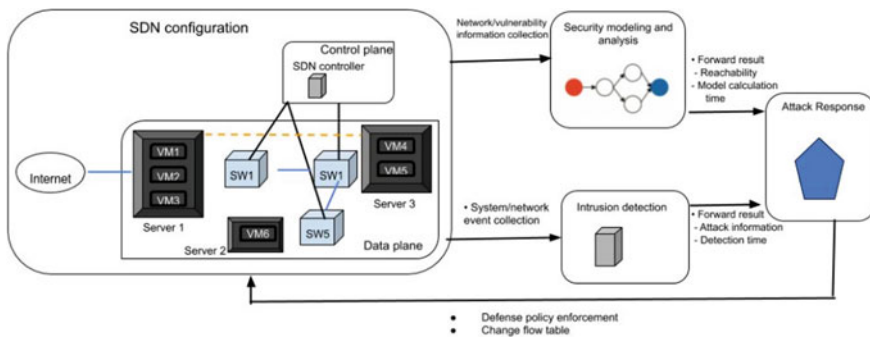 SDN configuration
Control plane
SDN controller
Internet
VM1
VM2
VM3
Server 1
SW1
SW1
SW5
VM4
VM5
Server 3
Server 2
VM6
Data plane
Network/vulnerability
information collection
Security modeling and
analysis
• Forward result
- Reachability
- Model calculation
time
Attack Response
• System/network
event collection
Intrusion detection
• Forward result
- Attack information
- Detection time
● Defense policy enforcement
● Change flow table